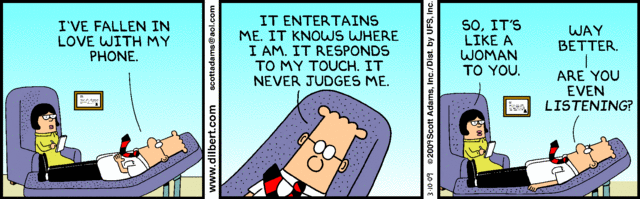 I'VE FALLEN IN
LOVE WITH MY
PHONE.
scottadams@aol.com
www.dilbert.com
IT ENTERTAINS
ME. IT KNOWS WHERE
I AM. IT RESPONDS
TO MY TOUCH. IT
NEVER JUDGES ME.
3-10-09 ©2009 Scott Adams, Inc./Dist. by UFS, Inc.
SO, IT'S
LIKE A
WOMAN
TO YOU.
WAY
BETTER.
ARE YOU
EVEN
LISTENING?